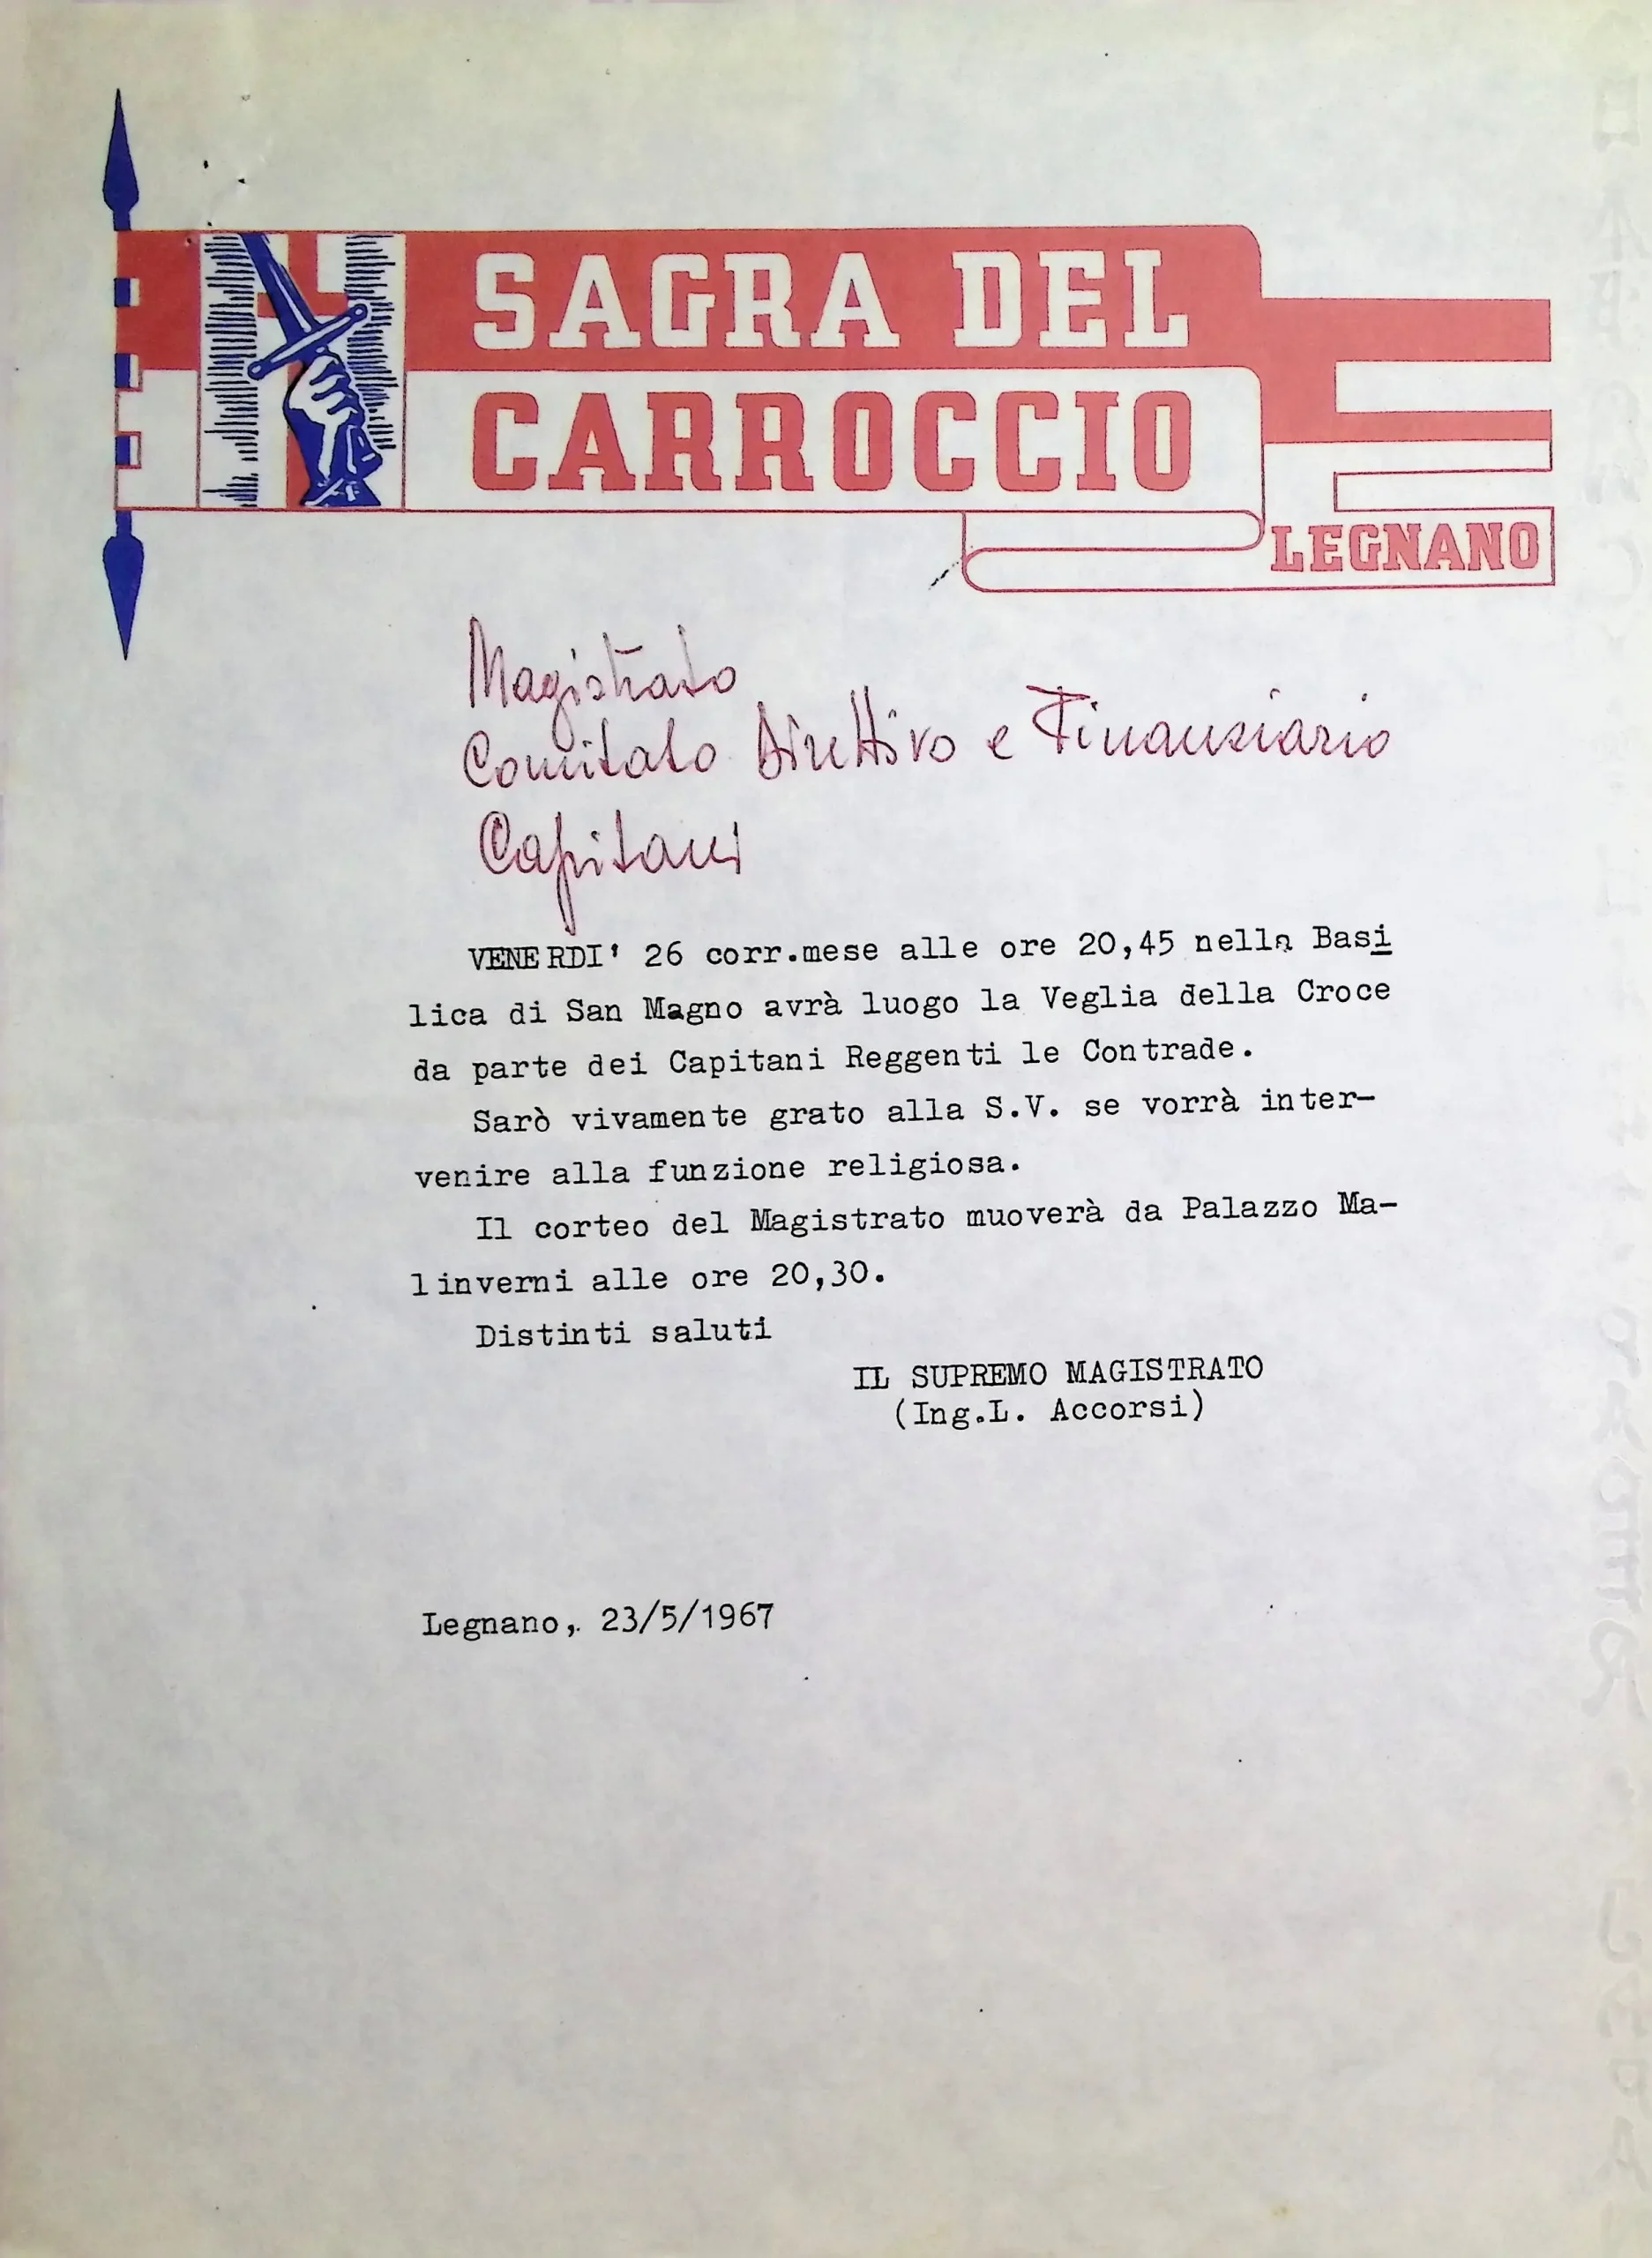 SAGRA DEL
CARROCCIO
LEGNANO
Magistrato
Comitato Direttivo e Finanziario
Capitani
VENERDI' 26 corr.mese alle ore 20,45 nella Basi
lica di San Magno avrà luogo la Veglia della Croce
da parte dei Capitani Reggenti le Contrade.
Sarò vivamente grato alla S.V. se vorrà inter-
venire alla funzione religiosa.
Il corteo del Magistrato muoverà da Palazzo Ma-
linverni alle ore 20,30.
Distinti saluti
IL SUPREMO MAGISTRATO
(Ing.L. Accorsi)
Legnano, 23/5/1967